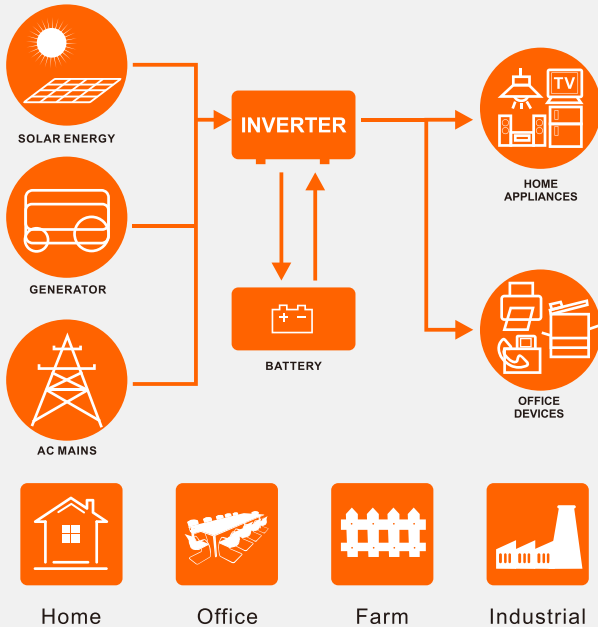 SOLAR ENERGY
INVERTER
TV
HOME
APPLIANCES
GENERATOR
+ −
BATTERY
OFFICE
DEVICES
AC MAINS
Home
Office
Farm
Industrial